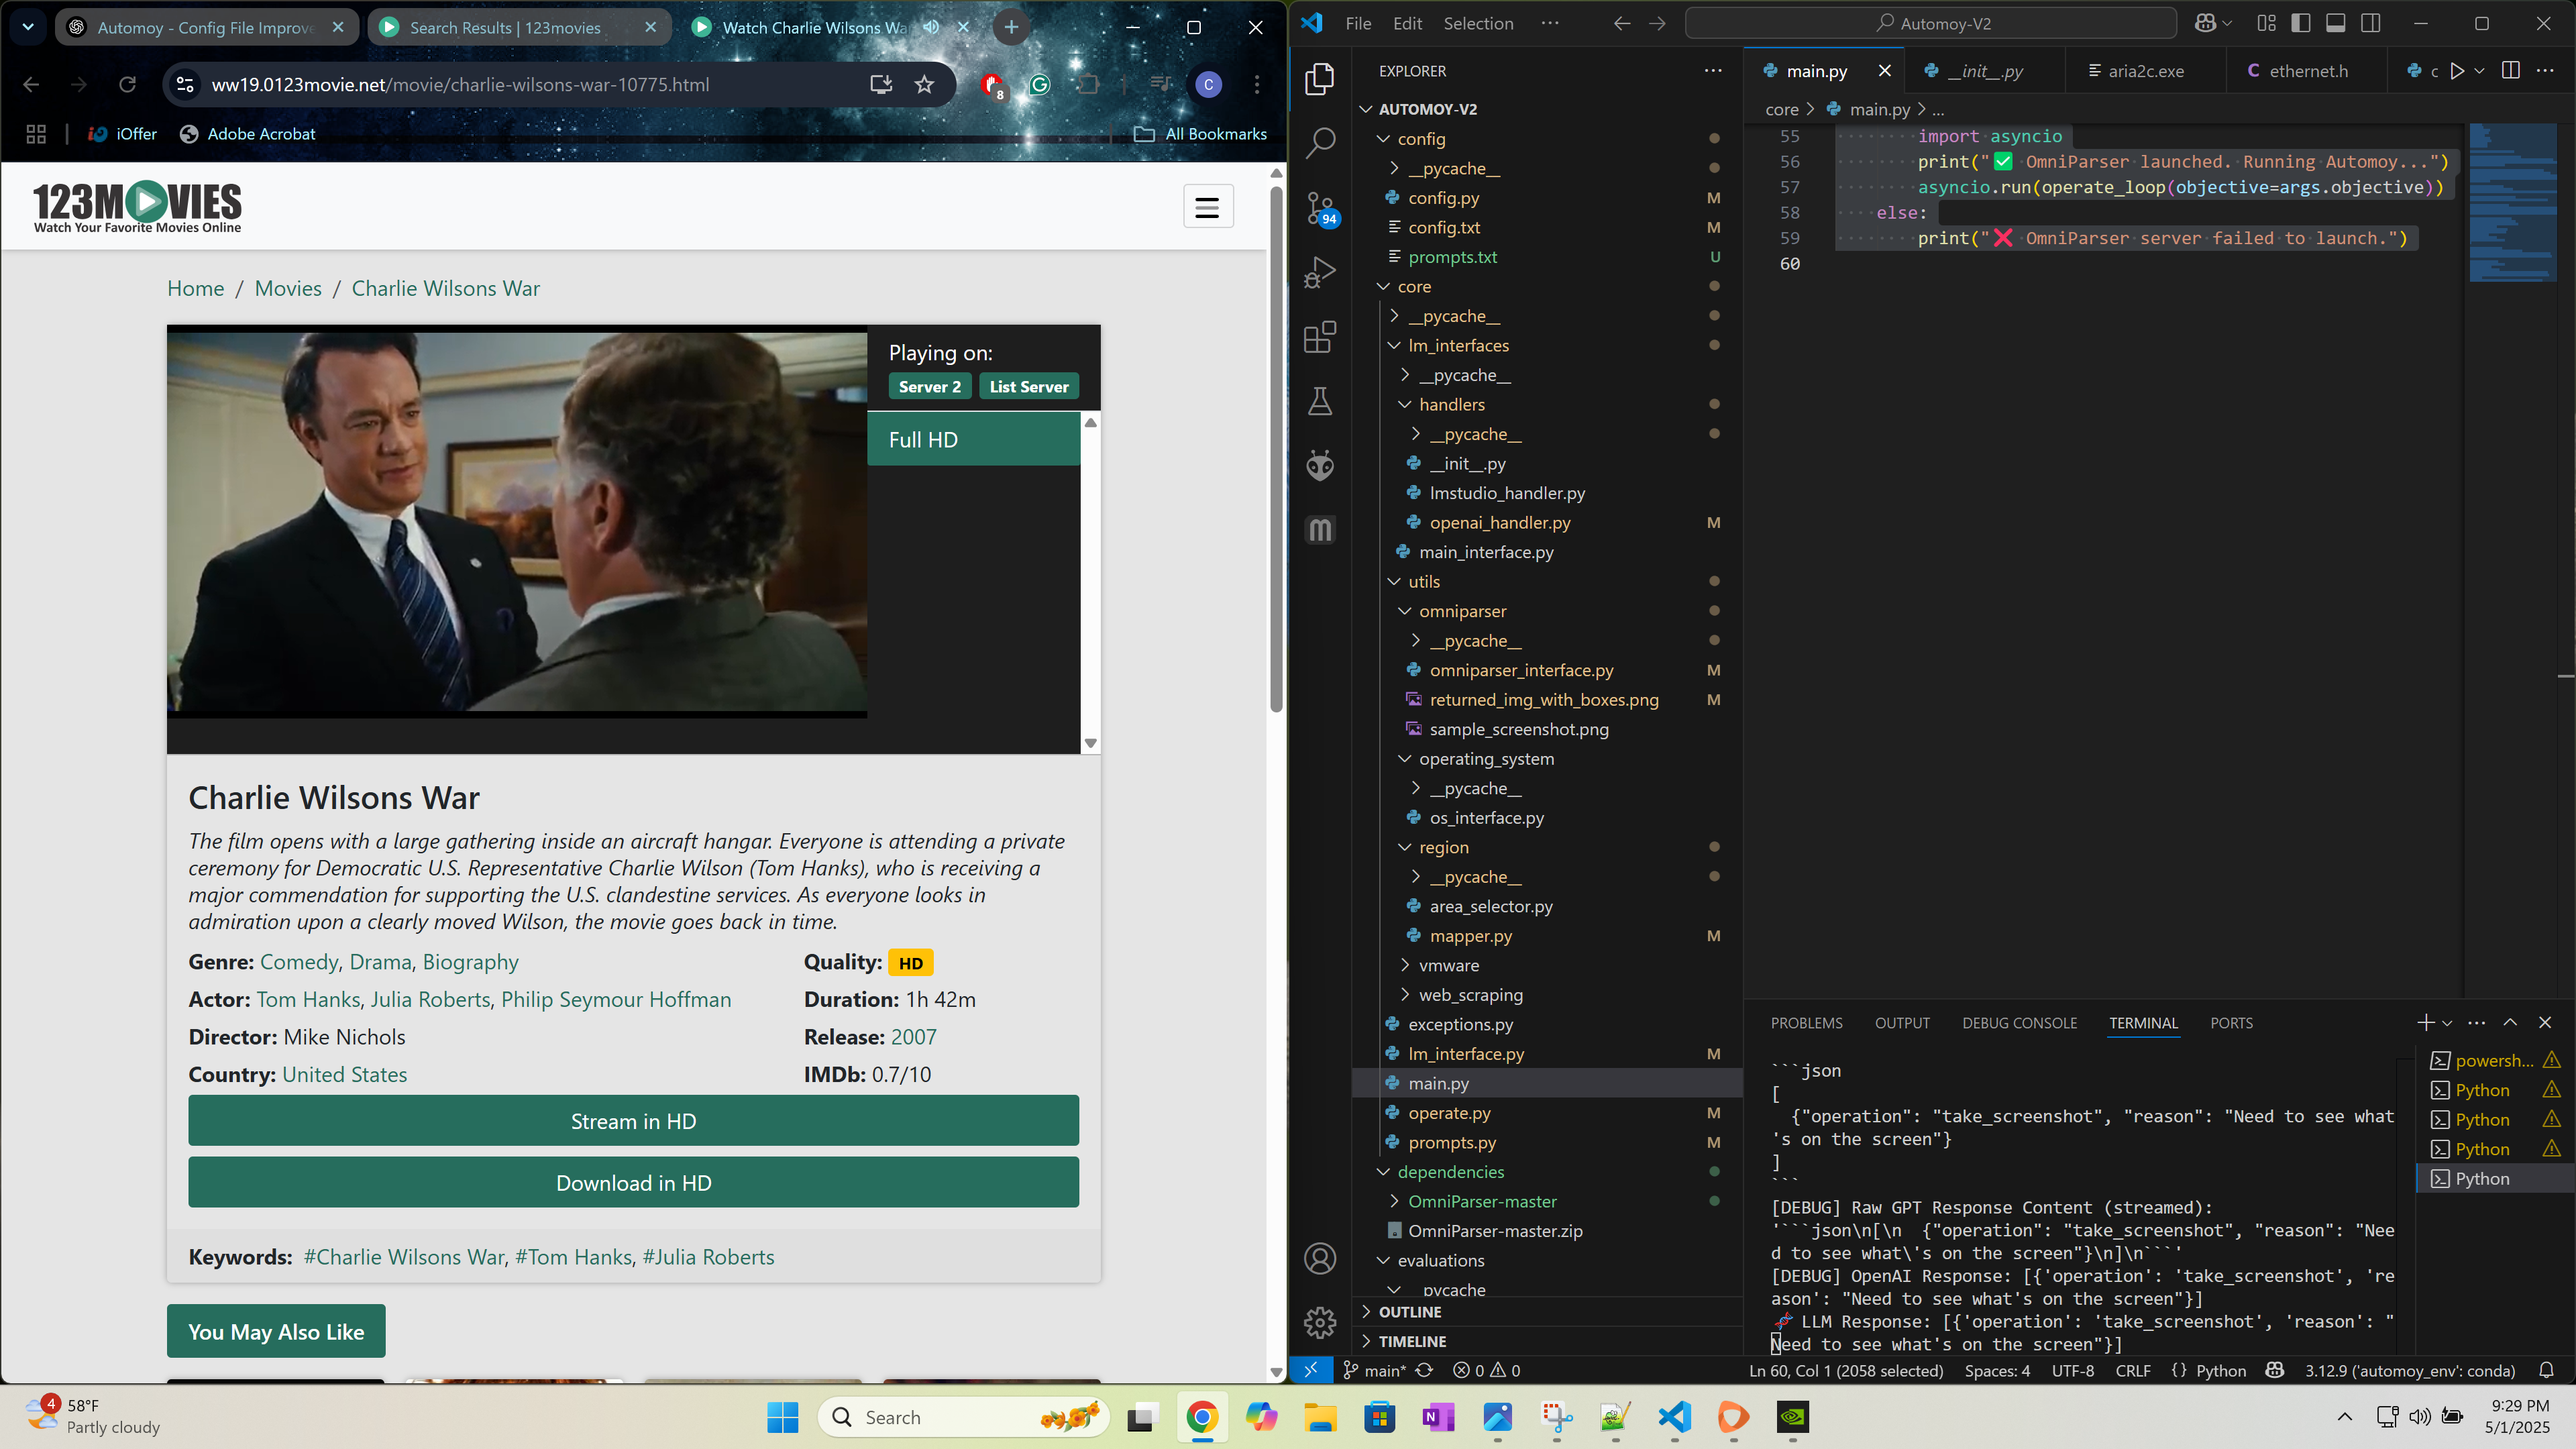 Automoy - Config File Improve
Search Results | 123movies
Watch Charlie Wilsons Wa
ww19.0123movie.net/movie/charlie-wilsons-war-10775.html
8
C
iOffer
Adobe Acrobat
All Bookmarks
123MOVIES
Watch Your Favorite Movies Online
Home / Movies / Charlie Wilsons War
Playing on:
Server 2
List Server
Full HD
Charlie Wilsons War
The film opens with a large gathering inside an aircraft hangar. Everyone is attending a private
ceremony for Democratic U.S. Representative Charlie Wilson (Tom Hanks), who is receiving a
major commendation for supporting the U.S. clandestine services. As everyone looks in
admiration upon a clearly moved Wilson, the movie goes back in time.
Genre: Comedy, Drama, Biography
Quality: HD
Actor: Tom Hanks, Julia Roberts, Philip Seymour Hoffman
Duration: 1h 42m
Director: Mike Nichols
Release: 2007
Country: United States
IMDb: 0.7/10
Stream in HD
Download in HD
Keywords: #Charlie Wilsons War, #Tom Hanks, #Julia Roberts
You May Also Like
File Edit Selection ···
Automoy-V2
EXPLORER
AUTOMOY-V2
config
__pycache__
config.py M
config.txt M
prompts.txt U
core
__pycache__
lm_interfaces
__pycache__
handlers
__pycache__
__init__.py
lmstudio_handler.py
openai_handler.py M
main_interface.py
utils
omniparser
__pycache__
omniparser_interface.py M
returned_img_with_boxes.png M
sample_screenshot.png
operating_system
__pycache__
os_interface.py
region
__pycache__
area_selector.py
mapper.py M
vmware
web_scraping
exceptions.py
lm_interface.py M
main.py
operate.py M
prompts.py M
dependencies
OmniParser-master
OmniParser-master.zip
evaluations
pycache
OUTLINE
TIMELINE
94
main.py
__init__.py
aria2c.exe
C ethernet.h
c
core > main.py > ...
55 import asyncio
56 print("✅ OmniParser launched. Running Automoy...")
57 asyncio.run(operate_loop(objective=args.objective))
58 else:
59 print("❌ OmniParser server failed to launch.")
60
PROBLEMS OUTPUT DEBUG CONSOLE TERMINAL PORTS
```json
[
{"operation": "take_screenshot", "reason": "Need to see what
's on the screen"}
]
```
[DEBUG] Raw GPT Response Content (streamed):
'```json\n[\n  {"operation": "take_screenshot", "reason": "Nee
d to see what\'s on the screen"}\n]\n```'
[DEBUG] OpenAI Response: [{'operation': 'take_screenshot', 're
ason': "Need to see what's on the screen"}]
LLM Response: [{'operation': 'take_screenshot', 'reason': "
Need to see what's on the screen"}]
powersh...
Python
Python
Python
Python
main* 0 0
Ln 60, Col 1 (2058 selected) Spaces: 4 UTF-8 CRLF {} Python 3.12.9 ('automoy_env': conda)
4
58°F
Partly cloudy
Search
9:29 PM
5/1/2025